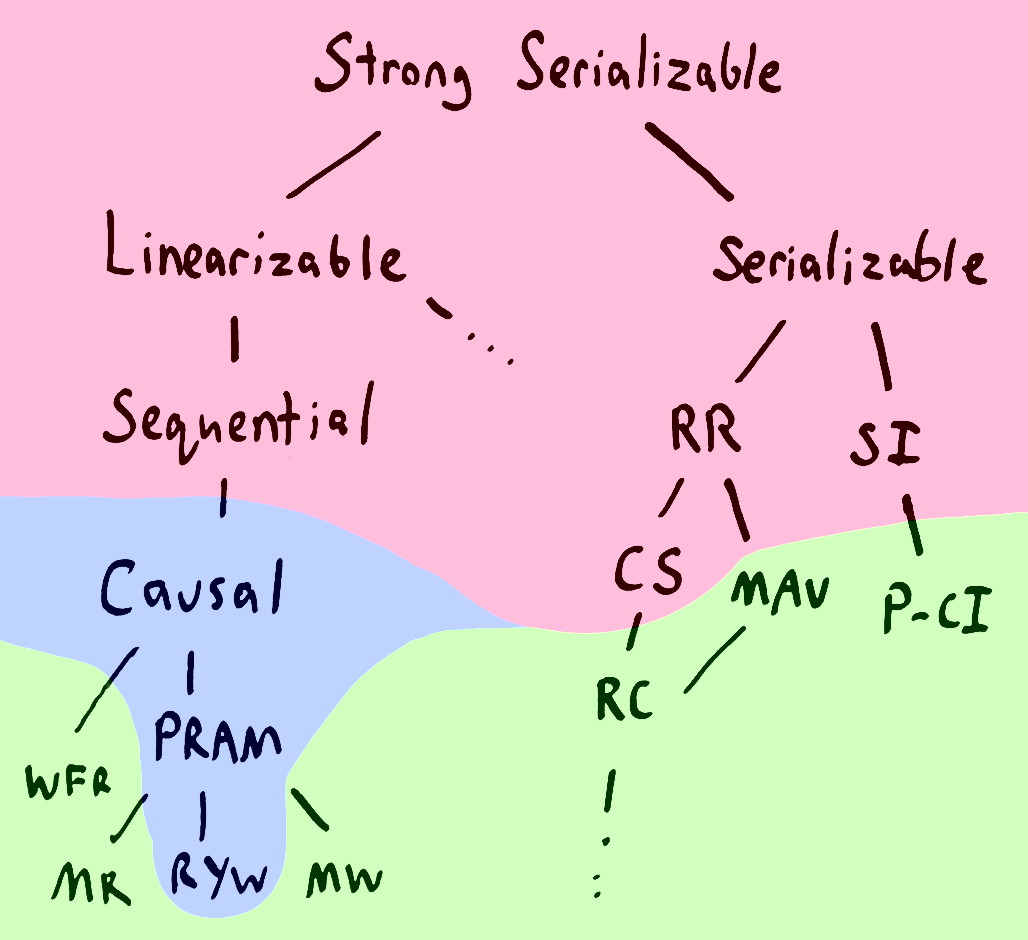 Strong Serializable
Linearizable
Serializable
Sequential
RR
SI
Causal
CS
MAV
P-CI
RC
PRAM
WFR
MR
RYW
MW